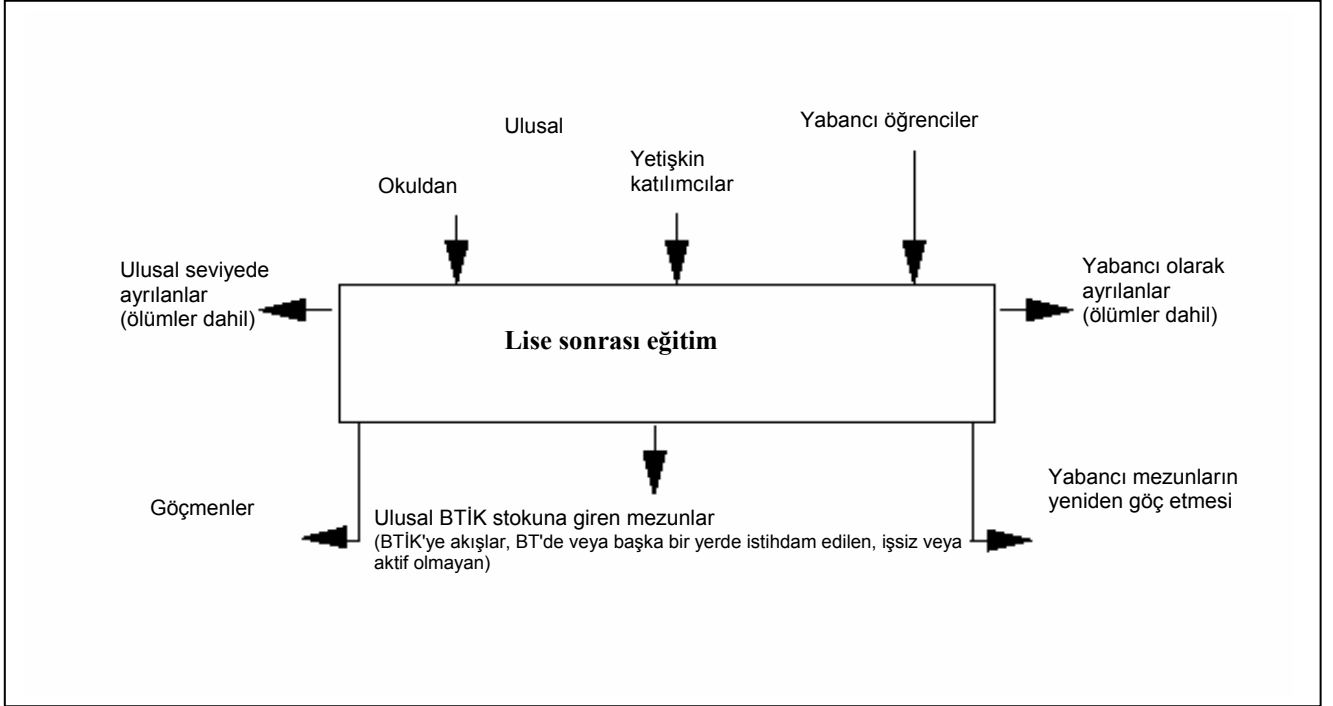 Ulusal
Yabancı öğrenciler
Yetişkin
katılımcılar
Okuldan
Ulusal seviyede
ayrılanlar
(ölümler dahil)
Yabancı olarak
ayrılanlar
(ölümler dahil)
Lise sonrası eğitim
Göçmenler
Ulusal BTİK stokuna giren mezunlar
(BTİK'ye akışlar, BT'de veya başka bir yerde istihdam edilen, işsiz veya
aktif olmayan)
Yabancı mezunların
yeniden göç etmesi